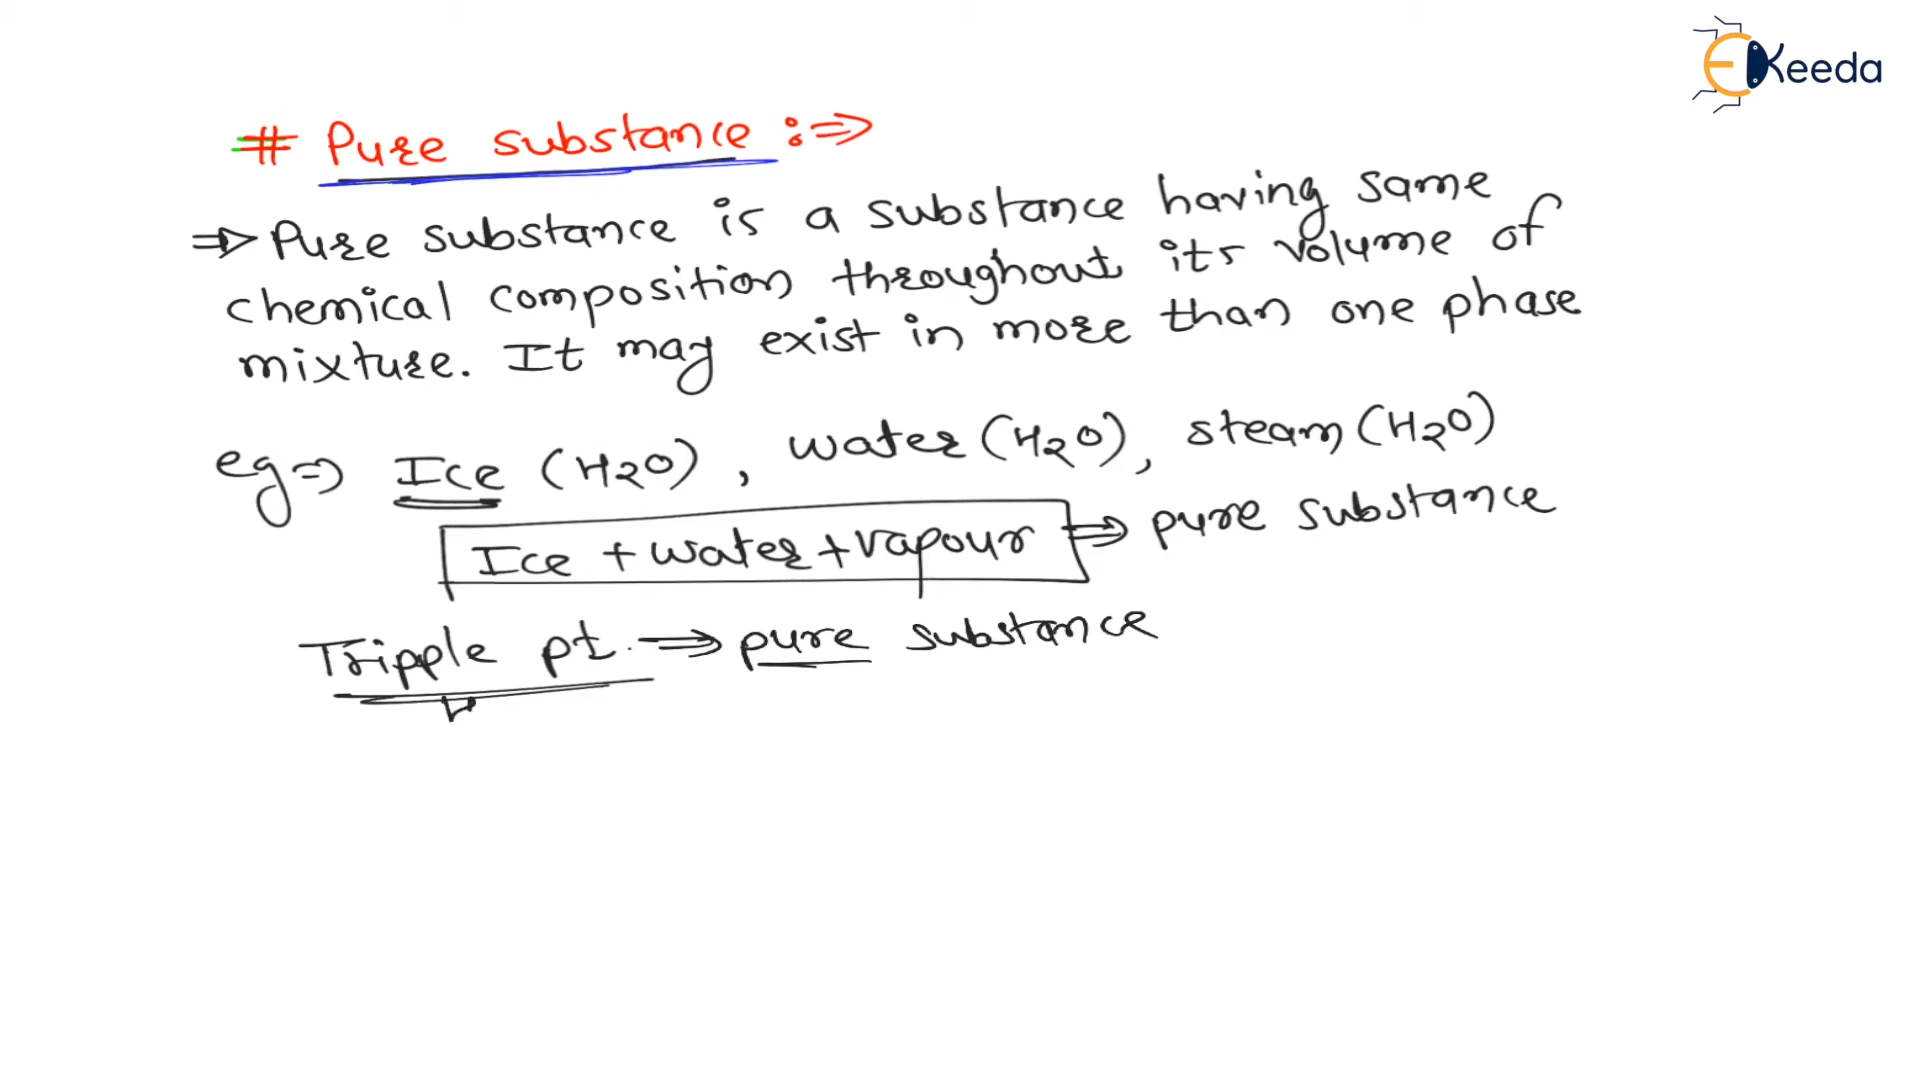 EKeeda
# Pure substance :⇒
⇒ Pure substance is a substance having same
chemical composition throughout its volume of
mixture. It may exist in more than one phase
eg ⇒ Ice (H2O), water (H2O), steam (H2O)
Ice + water + vapour ⇒ pure substance
Tripple pt. ⇒ pure substance